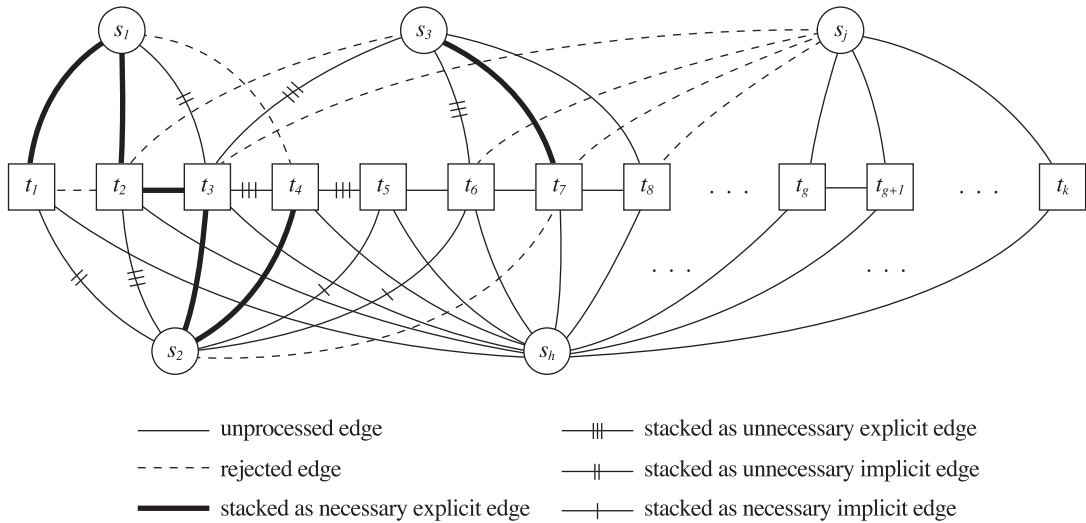 s1 s3 sj
t1 t2 t3 t4 t5 t6 t7 t8 . . . tg tg+1 . . . tk
. . . . . .
s2 sh
unprocessed edge
rejected edge
stacked as necessary explicit edge
stacked as unnecessary explicit edge
stacked as unnecessary implicit edge
stacked as necessary implicit edge